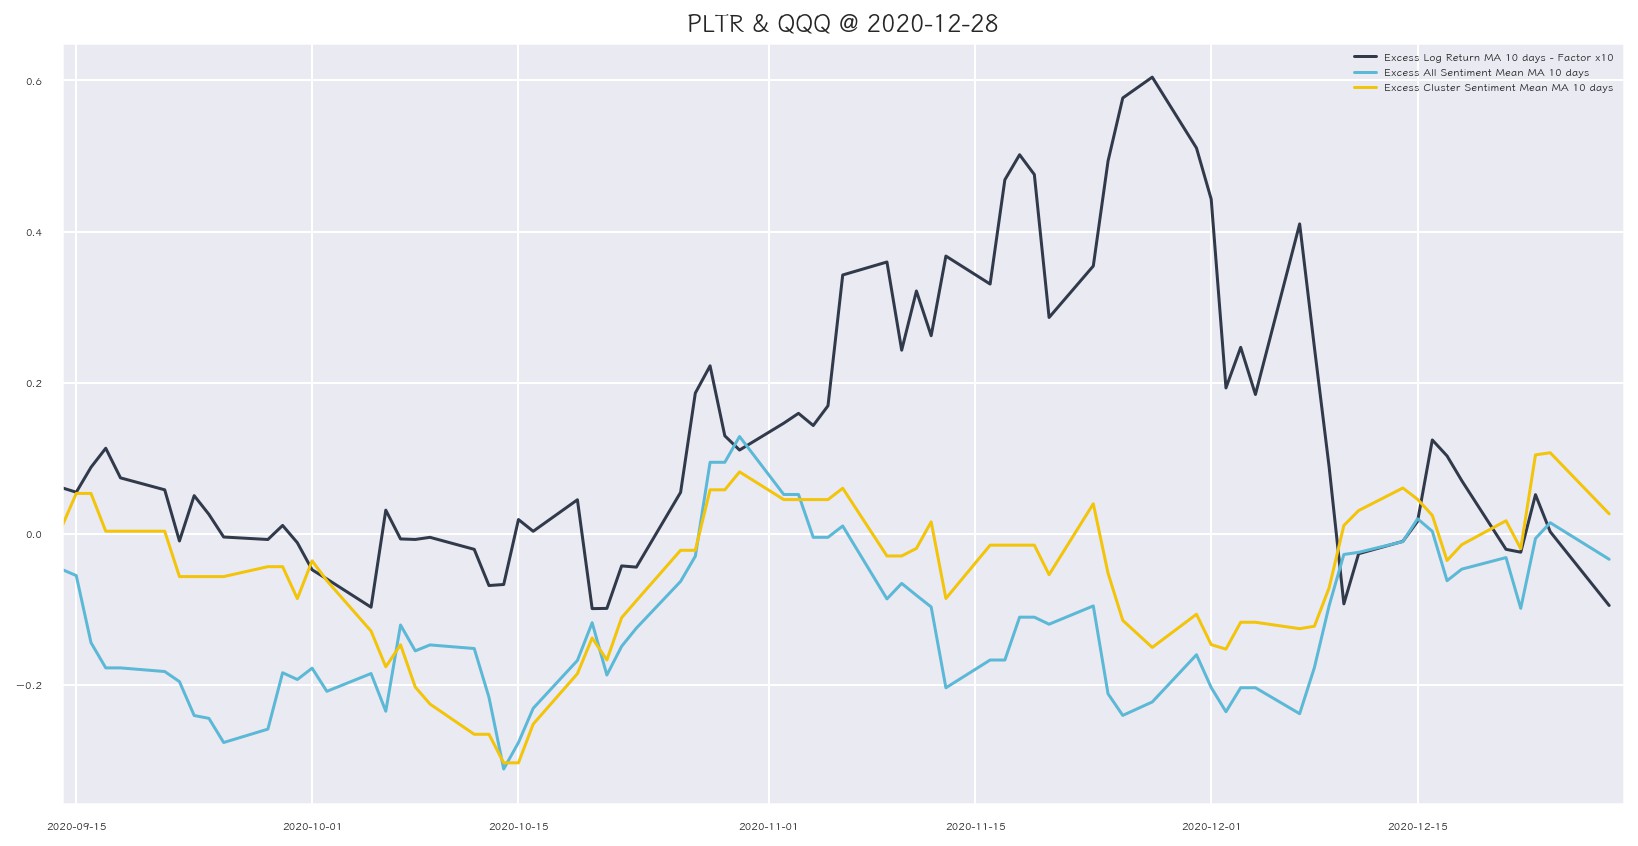 PLTR & QQQ @ 2020-12-28
Excess Log Return MA 10 days - Factor x10
Excess All Sentiment Mean MA 10 days
Excess Cluster Sentiment Mean MA 10 days
0.6
0.4
0.2
0.0
−0.2
2020-09-15 2020-10-01 2020-10-15 2020-11-01 2020-11-15 2020-12-01 2020-12-15